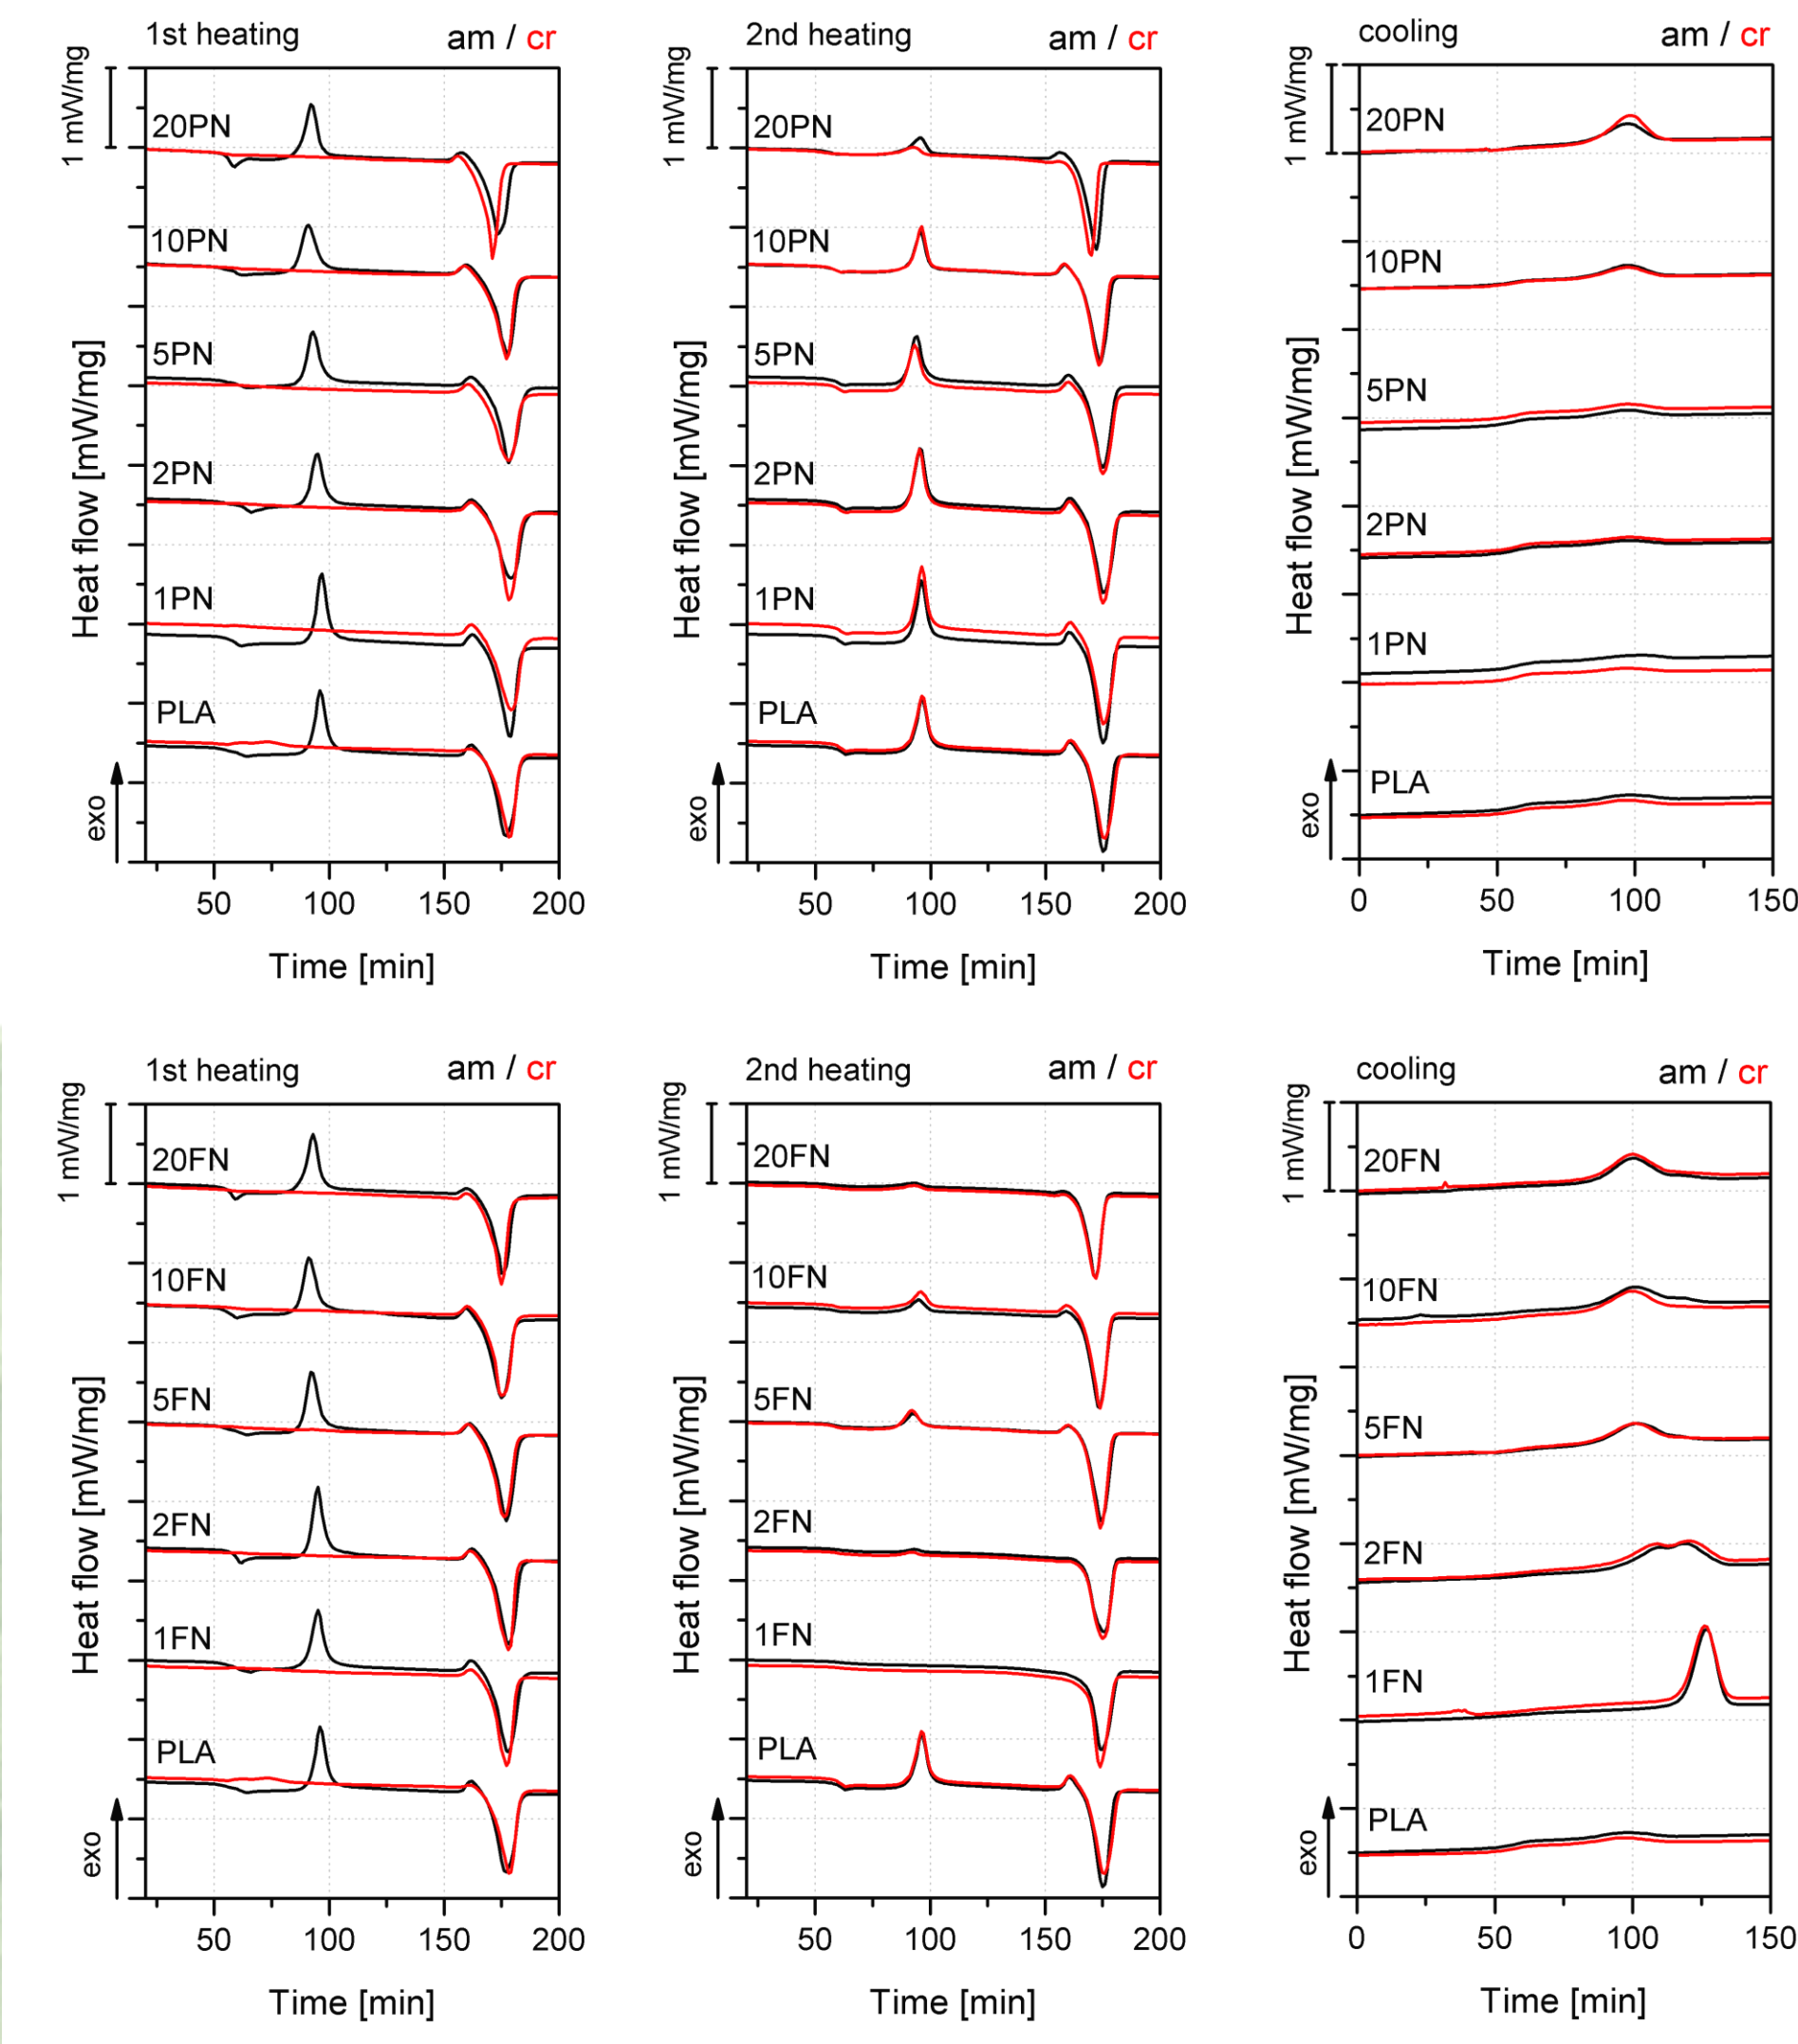 1st heating am / cr
1 mW/mg
20PN
10PN
5PN
2PN
1PN
PLA
Heat flow [mW/mg]
exo
50 100 150 200
Time [min]
2nd heating am / cr
1 mW/mg
20PN
10PN
5PN
2PN
1PN
PLA
Heat flow [mW/mg]
exo
50 100 150 200
Time [min]
cooling am / cr
1 mW/mg
20PN
10PN
5PN
2PN
1PN
PLA
Heat flow [mW/mg]
exo
0 50 100 150
Time [min]
1st heating am / cr
1 mW/mg
20FN
10FN
5FN
2FN
1FN
PLA
Heat flow [mW/mg]
exo
50 100 150 200
Time [min]
2nd heating am / cr
1 mW/mg
20FN
10FN
5FN
2FN
1FN
PLA
Heat flow [mW/mg]
exo
50 100 150 200
Time [min]
cooling am / cr
1 mW/mg
20FN
10FN
5FN
2FN
1FN
PLA
Heat flow [mW/mg]
exo
0 50 100 150
Time [min]